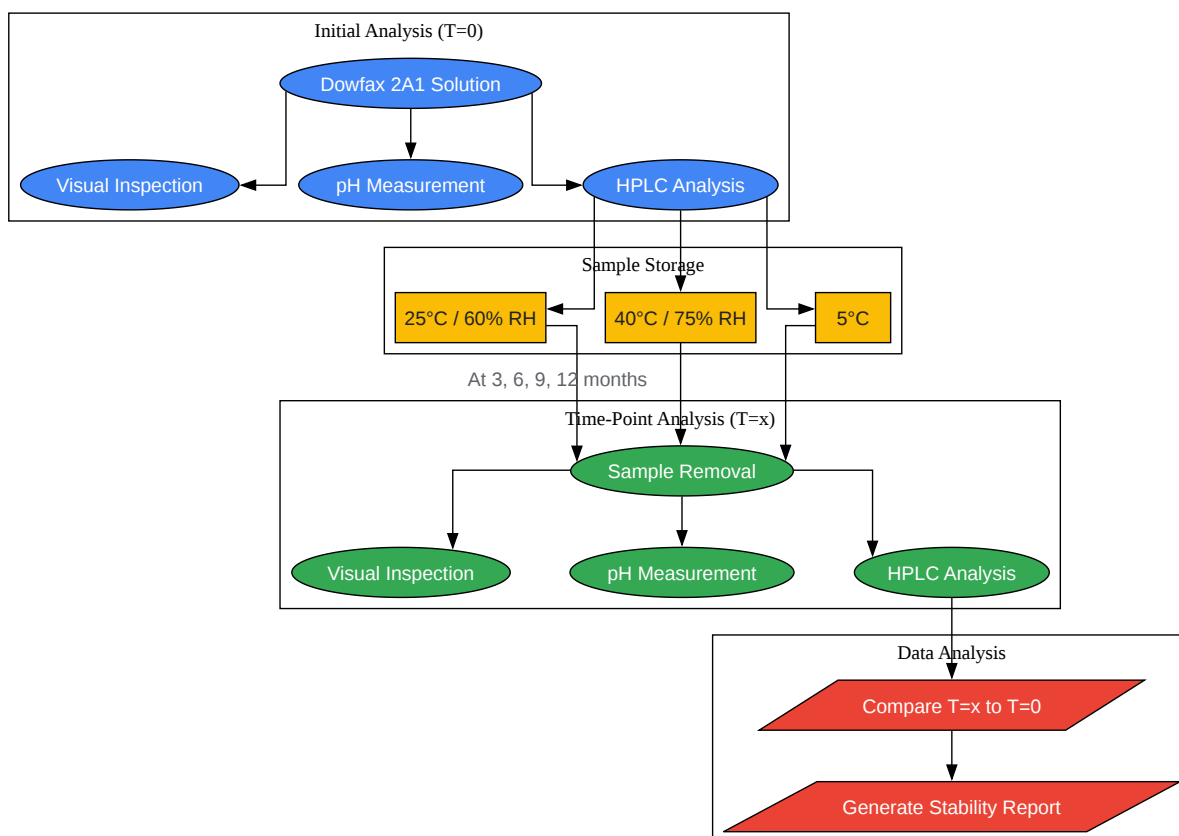 Initial Analysis (T=0)
Dowfax 2A1 Solution
Visual Inspection
pH Measurement
HPLC Analysis
Sample Storage
25°C / 60% RH
40°C / 75% RH
5°C
At 3, 6, 9, 12 months
Time-Point Analysis (T=x)
Sample Removal
Visual Inspection
pH Measurement
HPLC Analysis
Data Analysis
Compare T=x to T=0
Generate Stability Report